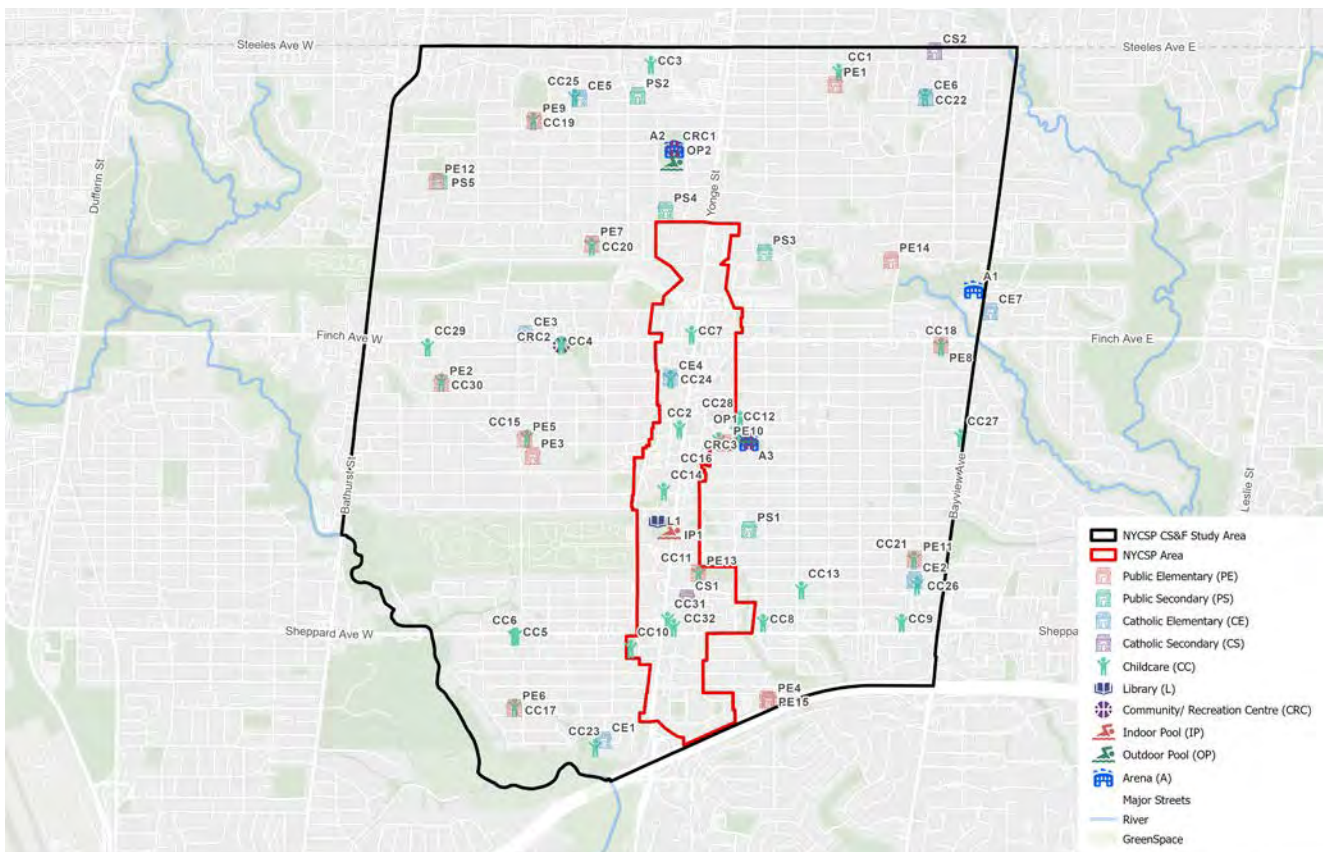 Steeles Ave W
Steeles Ave E
CS2
CC3
CC1
PE1
CC25
CE5
PS2
CE6
CC22
PE9
CC19
A2
CRC1
OP2
Dufferin St
PE12
PS5
PS4
Yonge St
PE7
CC20
PS3
PE14
A1
CE7
Finch Ave W
Finch Ave E
CC29
CE3
CRC2
CC4
CC7
CC18
PE8
PE2
CC30
CE4
CC24
CC28
CC12
OP1
PE10
CC2
CC15
PE5
PE3
CRC3
A3
CC16
CC27
Bathurst St
Bayview Ave
Leslie St
CC14
L1
IP1
PS1
CC11
PE13
CC21
PE11
CE2
CC26
CS1
CC13
CC31
CC32
CC6
CC5
CC10
CC8
CC9
Sheppard Ave W
Shepp
PE6
CC17
PE4
PE15
CC23
CE1
NYCSP CS&F Study Area
NYCSP Area
Public Elementary (PE)
Public Secondary (PS)
Catholic Elementary (CE)
Catholic Secondary (CS)
Childcare (CC)
Library (L)
Community/ Recreation Centre (CRC)
Indoor Pool (IP)
Outdoor Pool (OP)
Arena (A)
Major Streets
River
GreenSpace